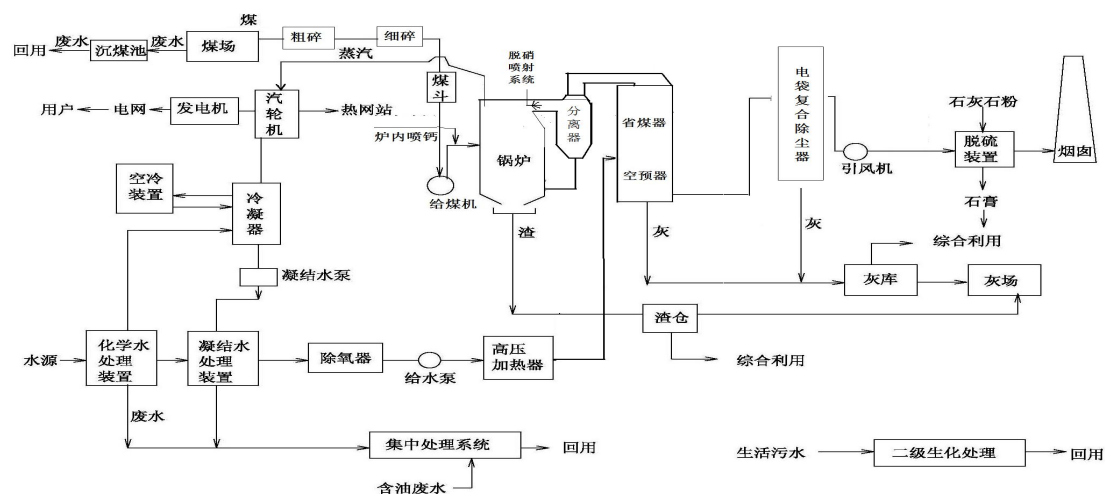 煤
废水
废水
回用
沉煤池
煤场
粗碎
细碎
蒸汽
煤
斗
脱硝
喷射
系统
用户
电网
发电机
汽
轮
机
热网站
炉内喷钙
锅炉
分
离
器
省煤器
空预器
电
袋
复
合
除
尘
器
引风机
石灰石粉
脱硫
装置
烟囱
石膏
综合利用
空冷
装置
冷
凝
器
给煤机
渣
灰
灰
灰库
灰场
凝结水泵
渣仓
综合利用
水源
化学水
处理
装置
凝结水
处理
装置
除氧器
给水泵
高压
加热器
废水
集中处理系统
回用
含油废水
生活污水
二级生化处理
回用